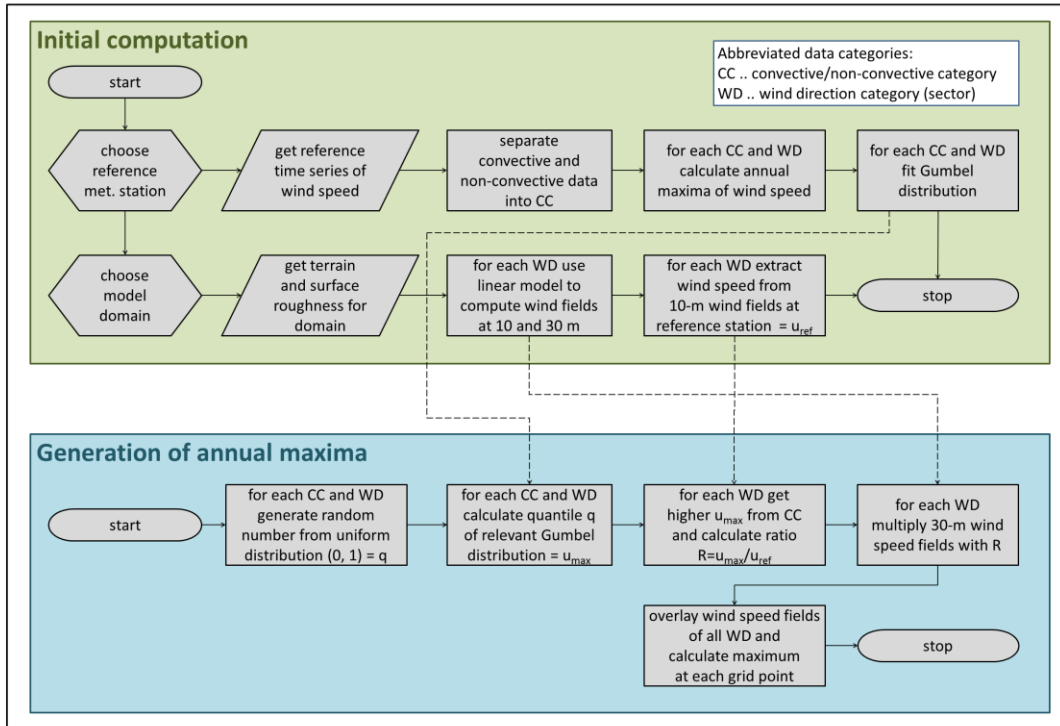 Initial computation
Abbreviated data categories:
CC .. convective/non-convective category
WD .. wind direction category (sector)
start
choose
reference
met. station
get reference
time series of
wind speed
separate
convective and
non-convective data
into CC
for each CC and WD
calculate annual
maxima of wind speed
for each CC and WD
fit Gumbel
distribution
choose
model
domain
get terrain
and surface
roughness for
domain
for each WD use
linear model to
compute wind fields
at 10 and 30 m
for each WD extract
wind speed from
10-m wind fields at
reference station = u_ref
stop
Generation of annual maxima
start
for each CC and WD
generate random
number from uniform
distribution (0, 1) = q
for each CC and WD
calculate quantile q
of relevant Gumbel
distribution = u_max
for each WD get
higher u_max from CC
and calculate ratio
R=u_max/u_ref
for each WD
multiply 30-m wind
speed fields with R
overlay wind speed fields
of all WD and
calculate maximum
at each grid point
stop